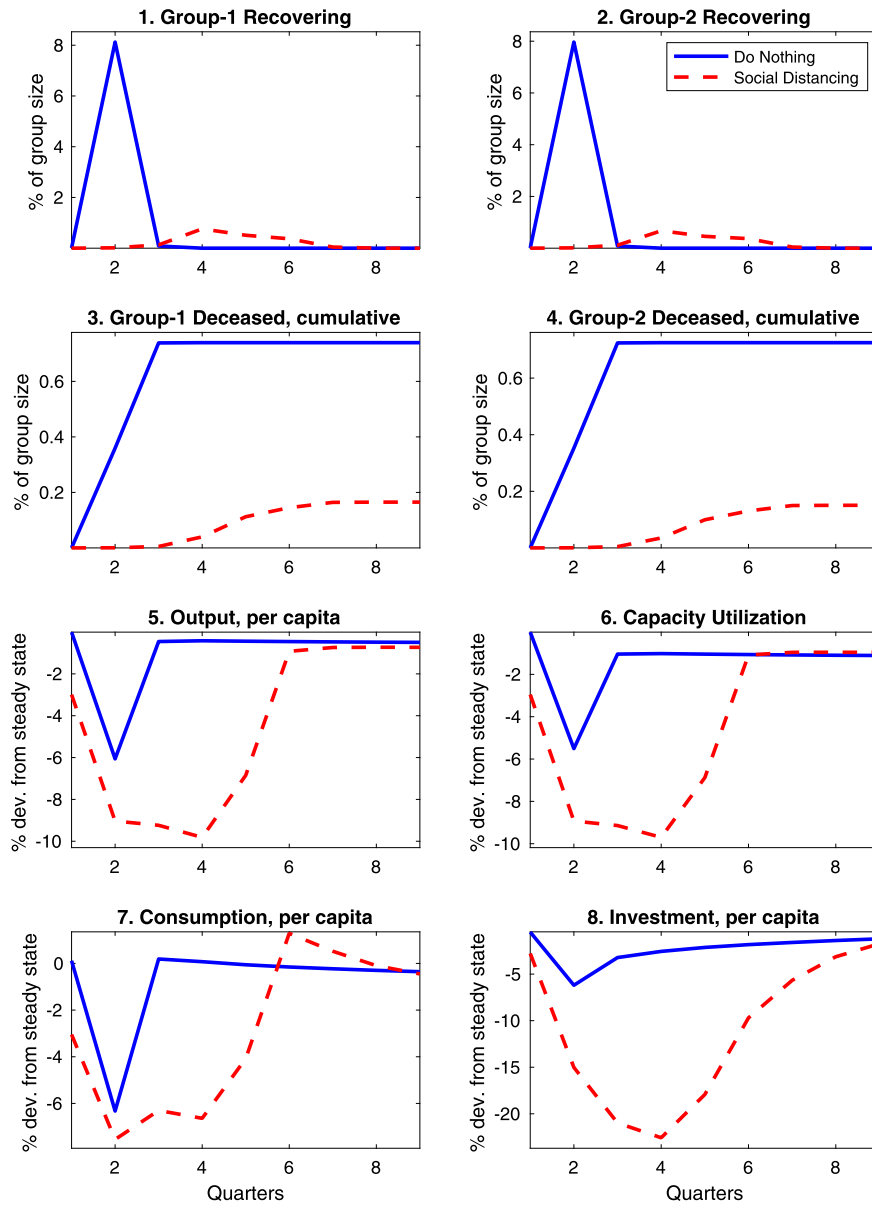 1. Group-1 Recovering
% of group size
8
6
4
2
2 4 6 8
2. Group-2 Recovering
% of group size
8
6
4
2
2 4 6 8
Do Nothing
Social Distancing
3. Group-1 Deceased, cumulative
% of group size
0.6
0.4
0.2
2 4 6 8
4. Group-2 Deceased, cumulative
% of group size
0.6
0.4
0.2
2 4 6 8
5. Output, per capita
% dev. from steady state
-2
-4
-6
-8
-10
2 4 6 8
6. Capacity Utilization
% dev. from steady state
-2
-4
-6
-8
-10
2 4 6 8
7. Consumption, per capita
% dev. from steady state
0
-2
-4
-6
2 4 6 8
Quarters
8. Investment, per capita
% dev. from steady state
-5
-10
-15
-20
2 4 6 8
Quarters